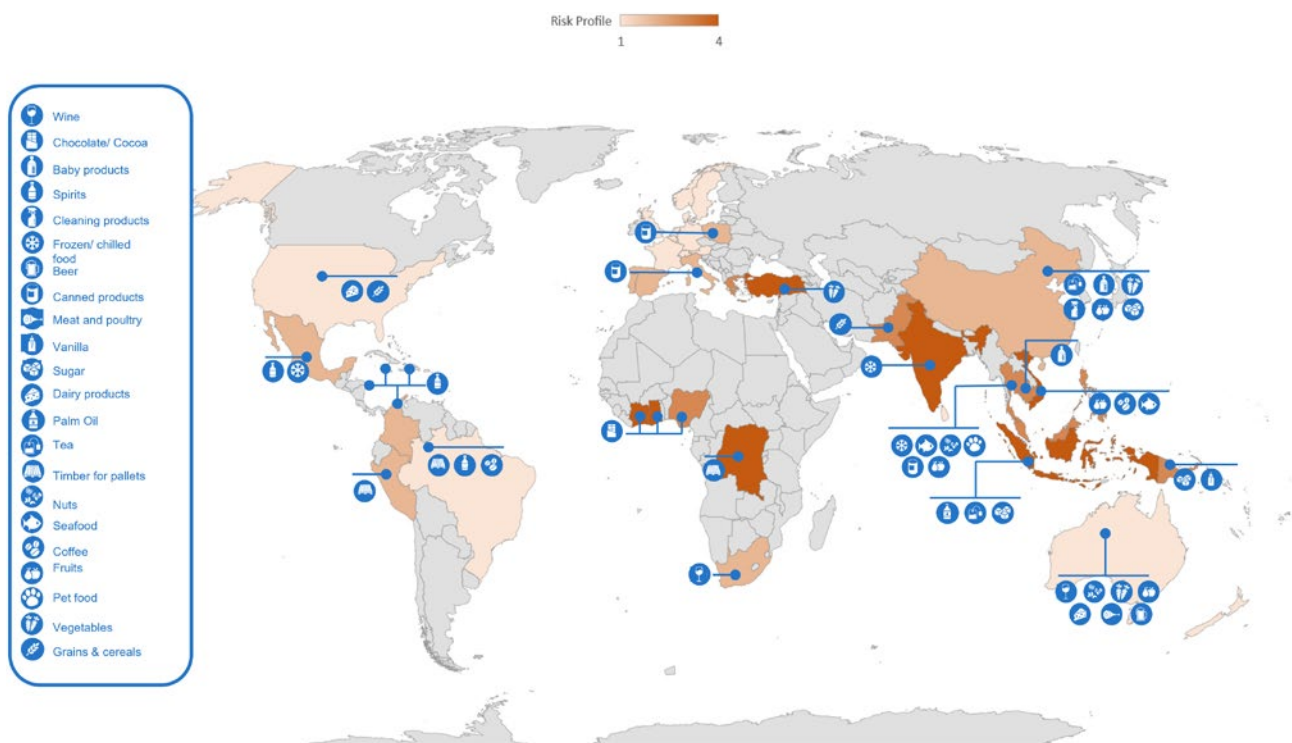 Risk Profile
1
4
Wine
Chocolate/ Cocoa
Baby products
Spirits
Cleaning products
Frozen/ chilled
food
Beer
Canned products
Meat and poultry
Vanilla
Sugar
Dairy products
Palm Oil
Tea
Timber for pallets
Nuts
Seafood
Coffee
Fruits
Pet food
Vegetables
Grains & cereals